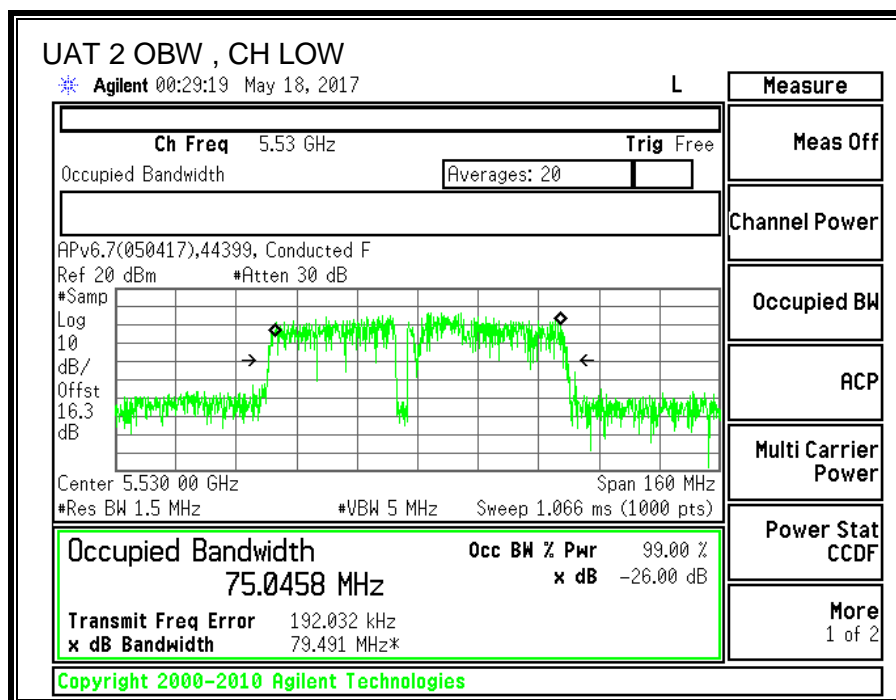 UAT 2 OBW , CH LOW
Agilent 00:29:19 May 18, 2017 L
Measure
Ch Freq 5.53 GHz Trig Free
Meas Off
Occupied Bandwidth Averages: 20
Channel Power
APv6.7(050417),44399, Conducted F
Ref 20 dBm #Atten 30 dB
#Samp
Log
10
dB/
Offst
16.3
dB
Occupied BW
ACP
Center 5.530 00 GHz Span 160 MHz
#Res BW 1.5 MHz #VBW 5 MHz Sweep 1.066 ms (1000 pts)
Multi Carrier
Power
Occupied Bandwidth Occ BW % Pwr 99.00 %
75.0458 MHz x dB -26.00 dB
Power Stat
CCDF
Transmit Freq Error 192.032 kHz
x dB Bandwidth 79.491 MHz*
More
1 of 2
Copyright 2000-2010 Agilent Technologies